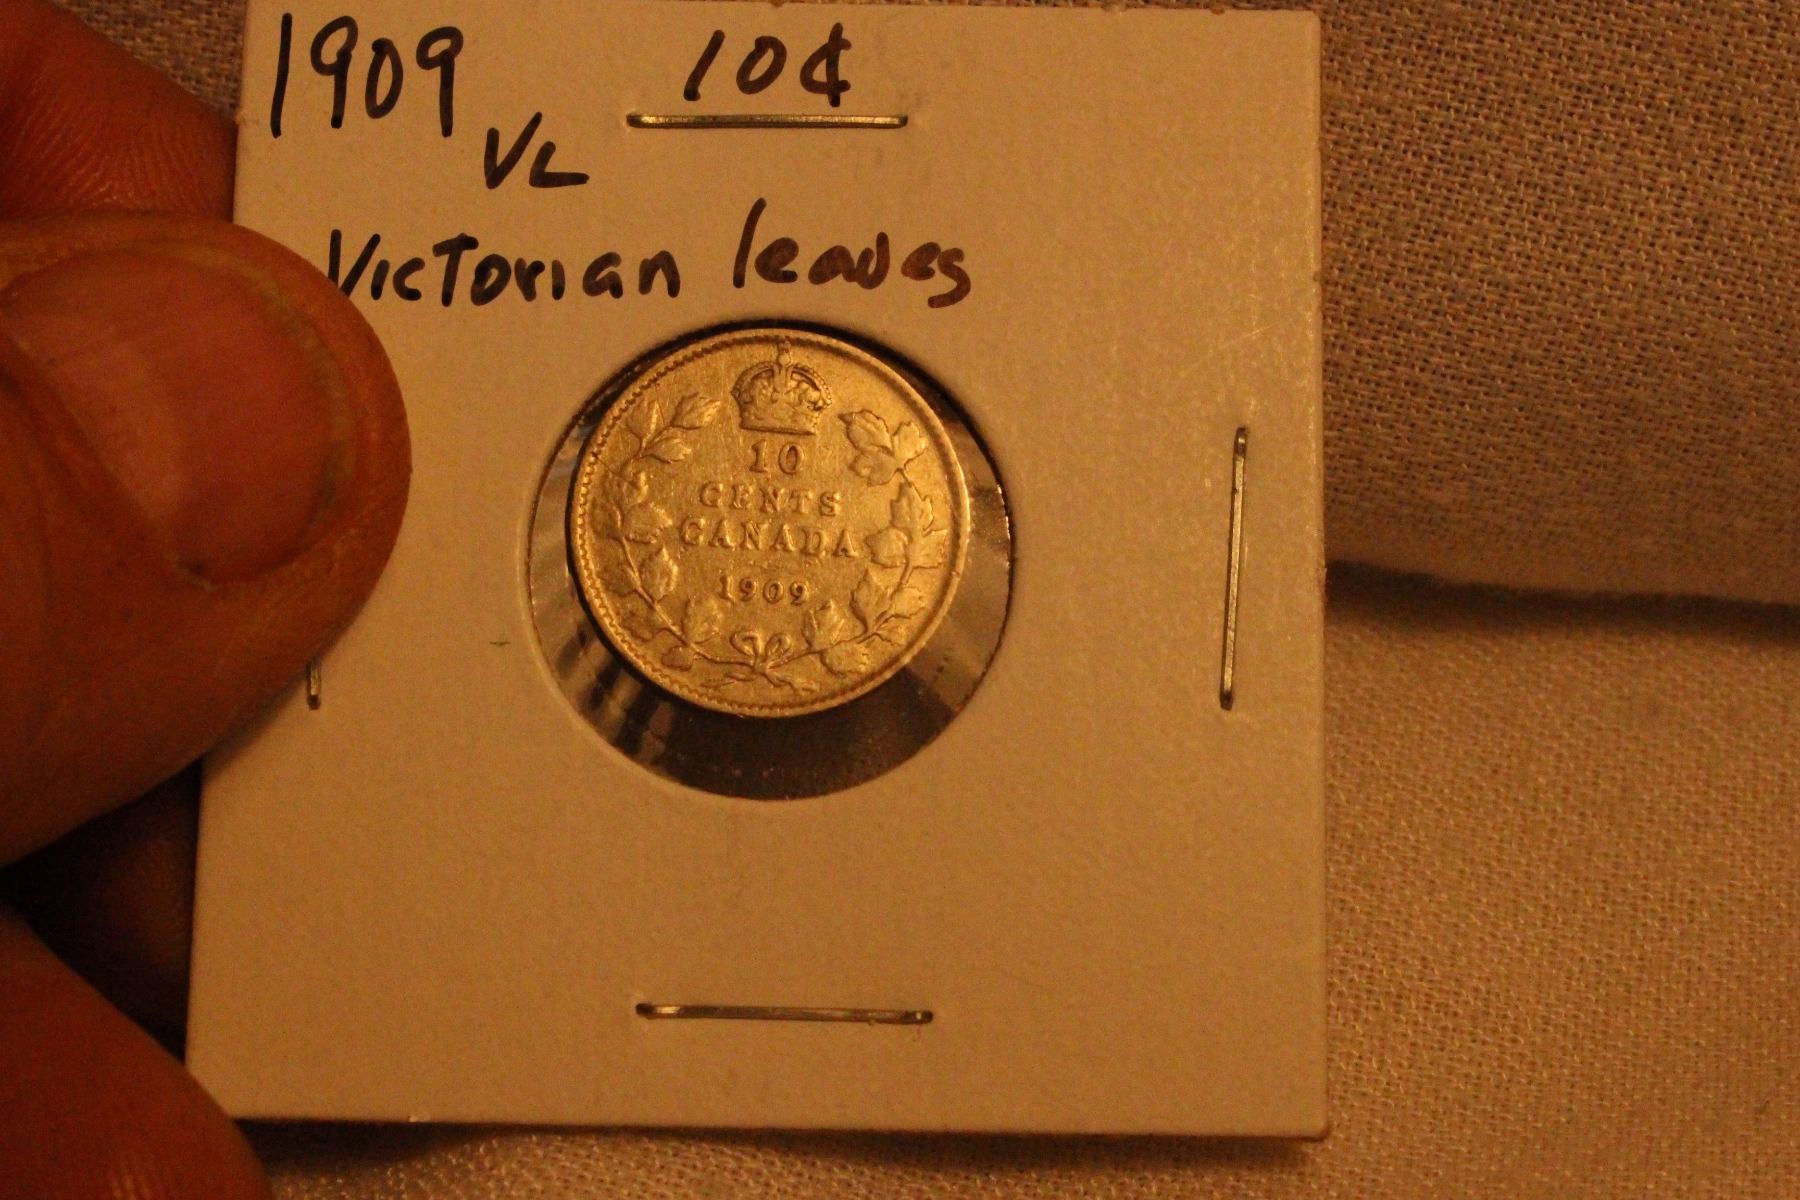 1909 10¢
VL
Victorian leaves
10
CENTS
CANADA
1909